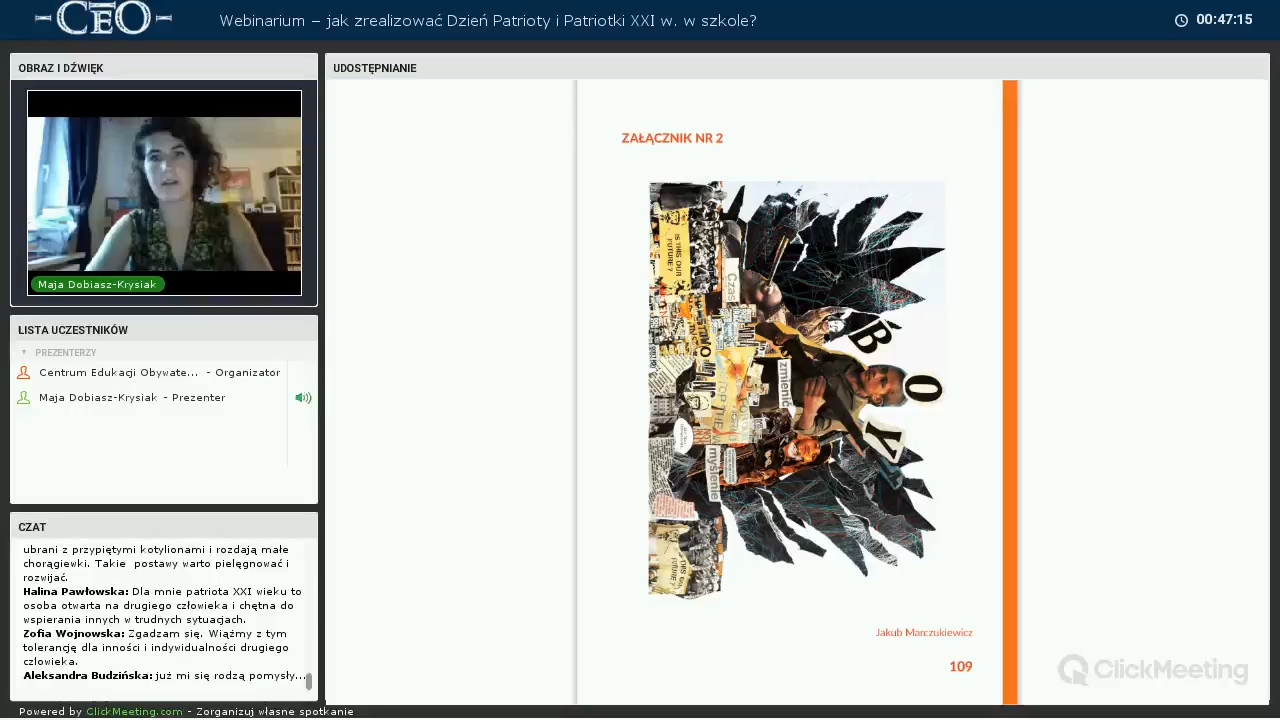 CEO
Webinarium – jak zrealizować Dzień Patrioty i Patriotki XXI w. w szkole?
00:47:15
OBRAZ I DŹWIĘK
Maja Dobiasz-Krysiak
LISTA UCZESTNIKÓW
PREZENTERZY
Centrum Edukacji Obywate... - Organizator
Maja Dobiasz-Krysiak - Prezenter
CZAT
ubrani z przypiętymi kotylionami i rozdają małe
chorągiewki. Takie postawy warto pielęgnować i
rozwijać.
Halina Pawłowska: Dla mnie patriota XXI wieku to
osoba otwarta na drugiego człowieka i chętna do
wspierania innych w trudnych sytuacjach.
Zofia Wojnowska: Zgadzam się. Wiążmy z tym
tolerancję dla inności i indywidualności drugiego
człowieka.
Aleksandra Budzińska: już mi się rodzą pomysły...
Powered by ClickMeeting.com - Zorganizuj własne spotkanie
UDOSTĘPNIANIE
ZAŁĄCZNIK NR 2
IS THIS OUR
FUTURE?
Czas
zmienić
myślenie
B
O
Y
Jakub Marczukiewicz
109
ClickMeeting